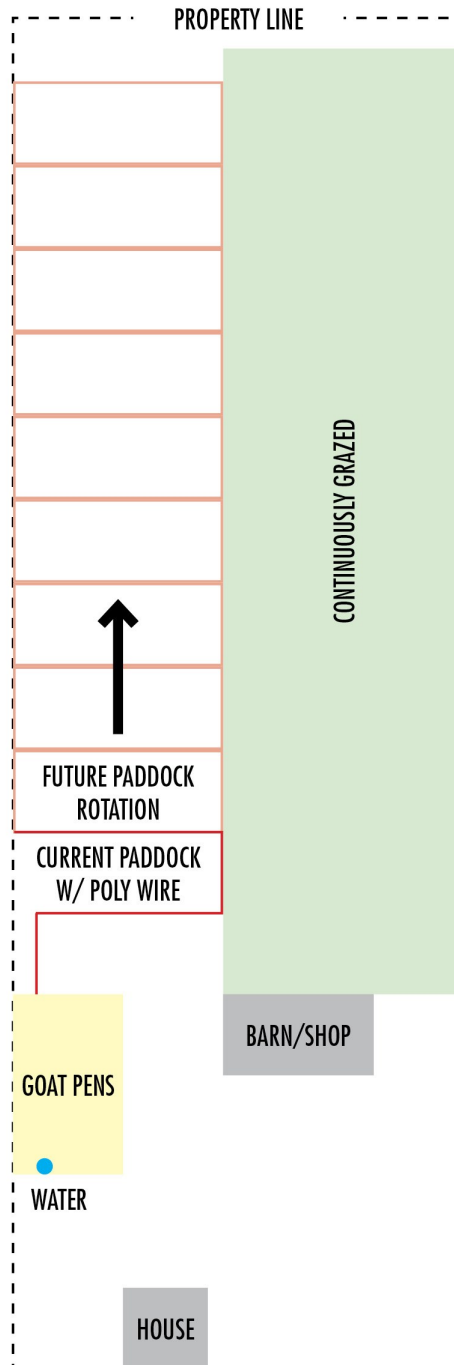 PROPERTY LINE
CONTINUOUSLY GRAZED
FUTURE PADDOCK
ROTATION
CURRENT PADDOCK
W/ POLY WIRE
BARN/SHOP
GOAT PENS
WATER
HOUSE